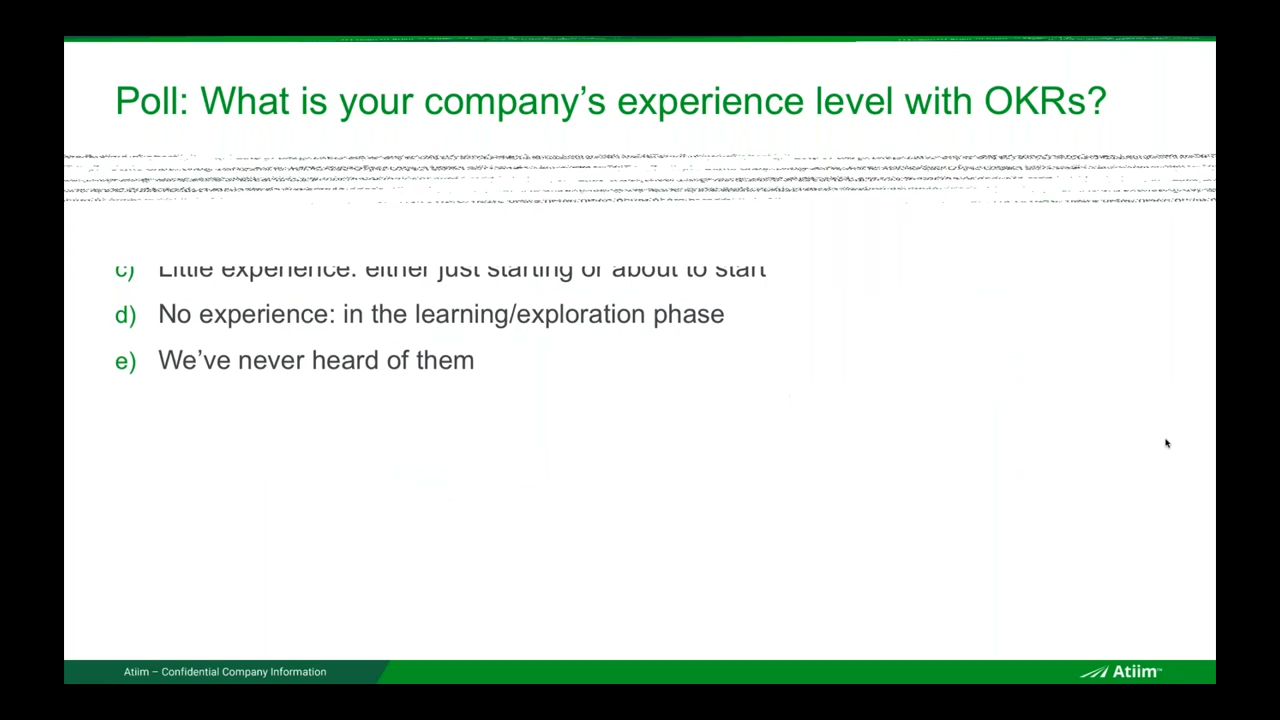 Poll: What is your company’s experience level with OKRs?
c) Little experience: either just starting or about to start
d) No experience: in the learning/exploration phase
e) We’ve never heard of them
Atiim – Confidential Company Information
Atiim™